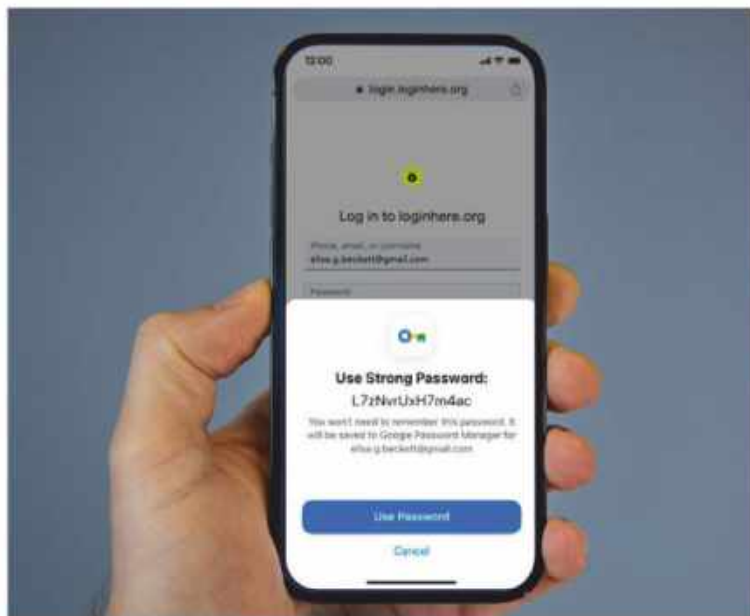 12:00
login.loginhere.org
Log in to loginhere.org
Phone, email, or username
elisa.g.beckett@gmail.com
Password
Use Strong Password:
L7zNvrUxH7m4ac
You won't need to remember this password. It
will be saved to Google Password Manager for
elisa.g.beckett@gmail.com
Use Password
Cancel